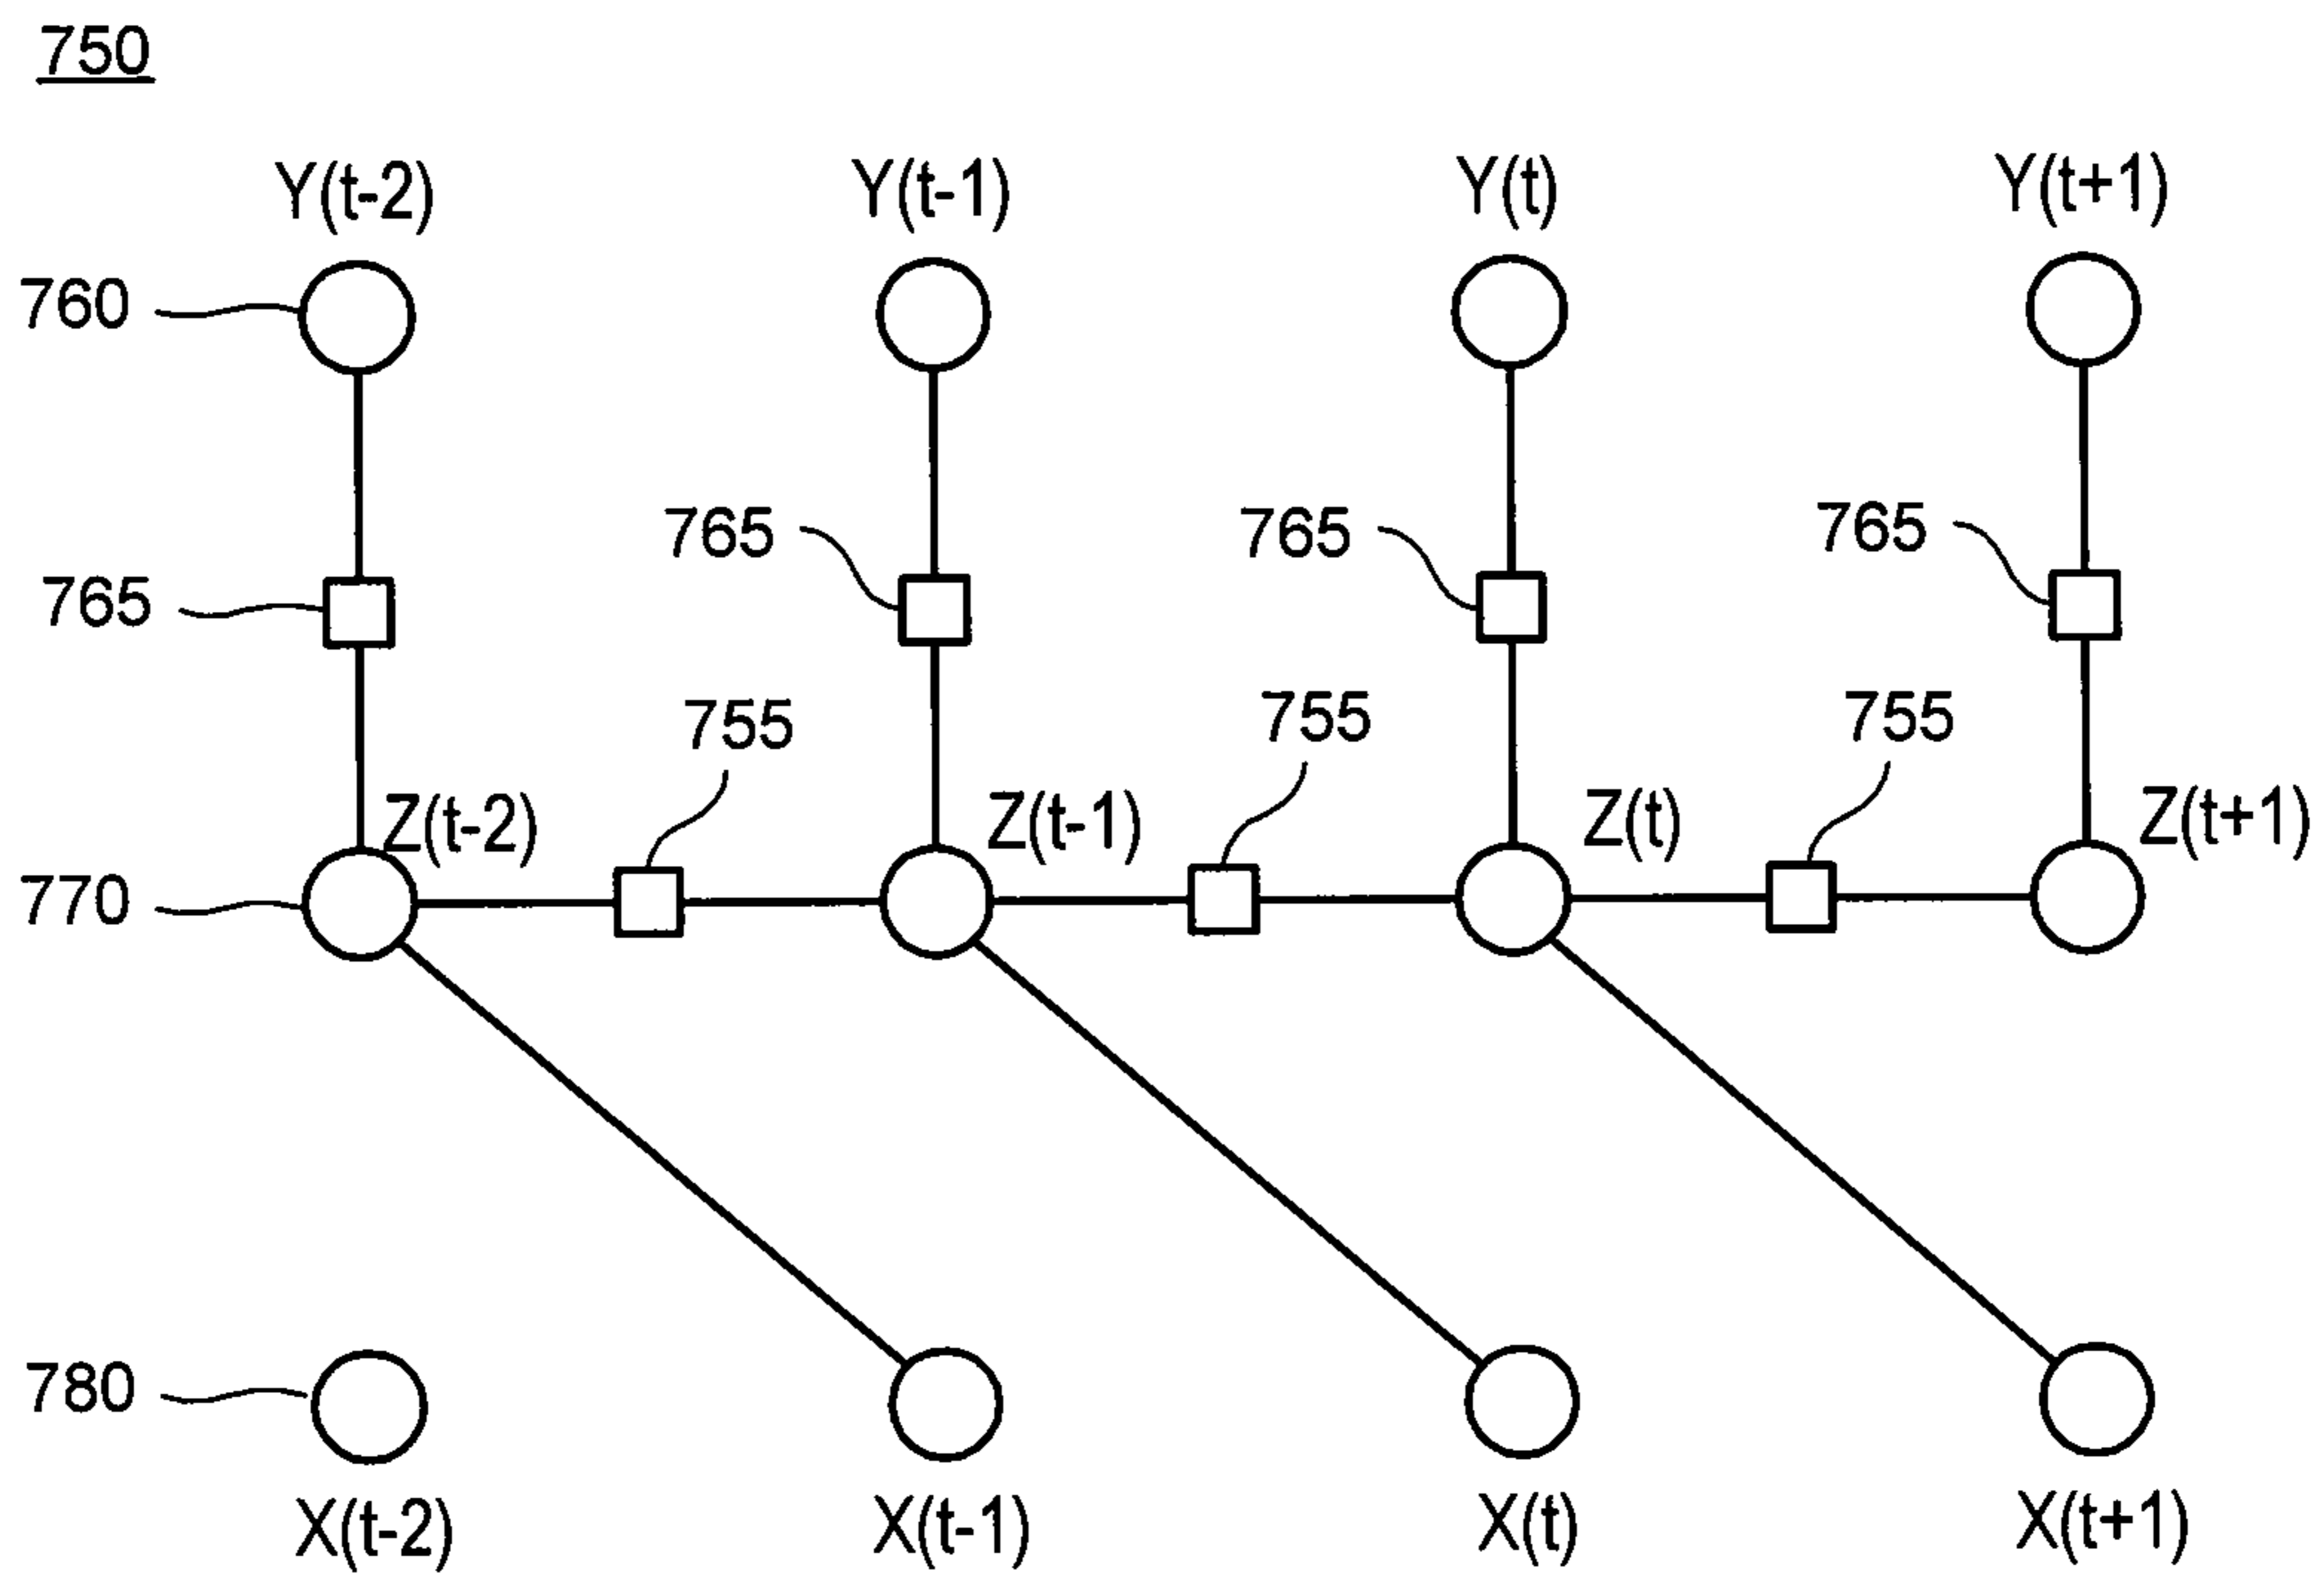 750
Y(t-2) Y(t-1) Y(t) Y(t+1)
760
765 765 765
765
755 755 755
Z(t-2) Z(t-1) Z(t) Z(t+1)
770
780
X(t-2) X(t-1) X(t) X(t+1)